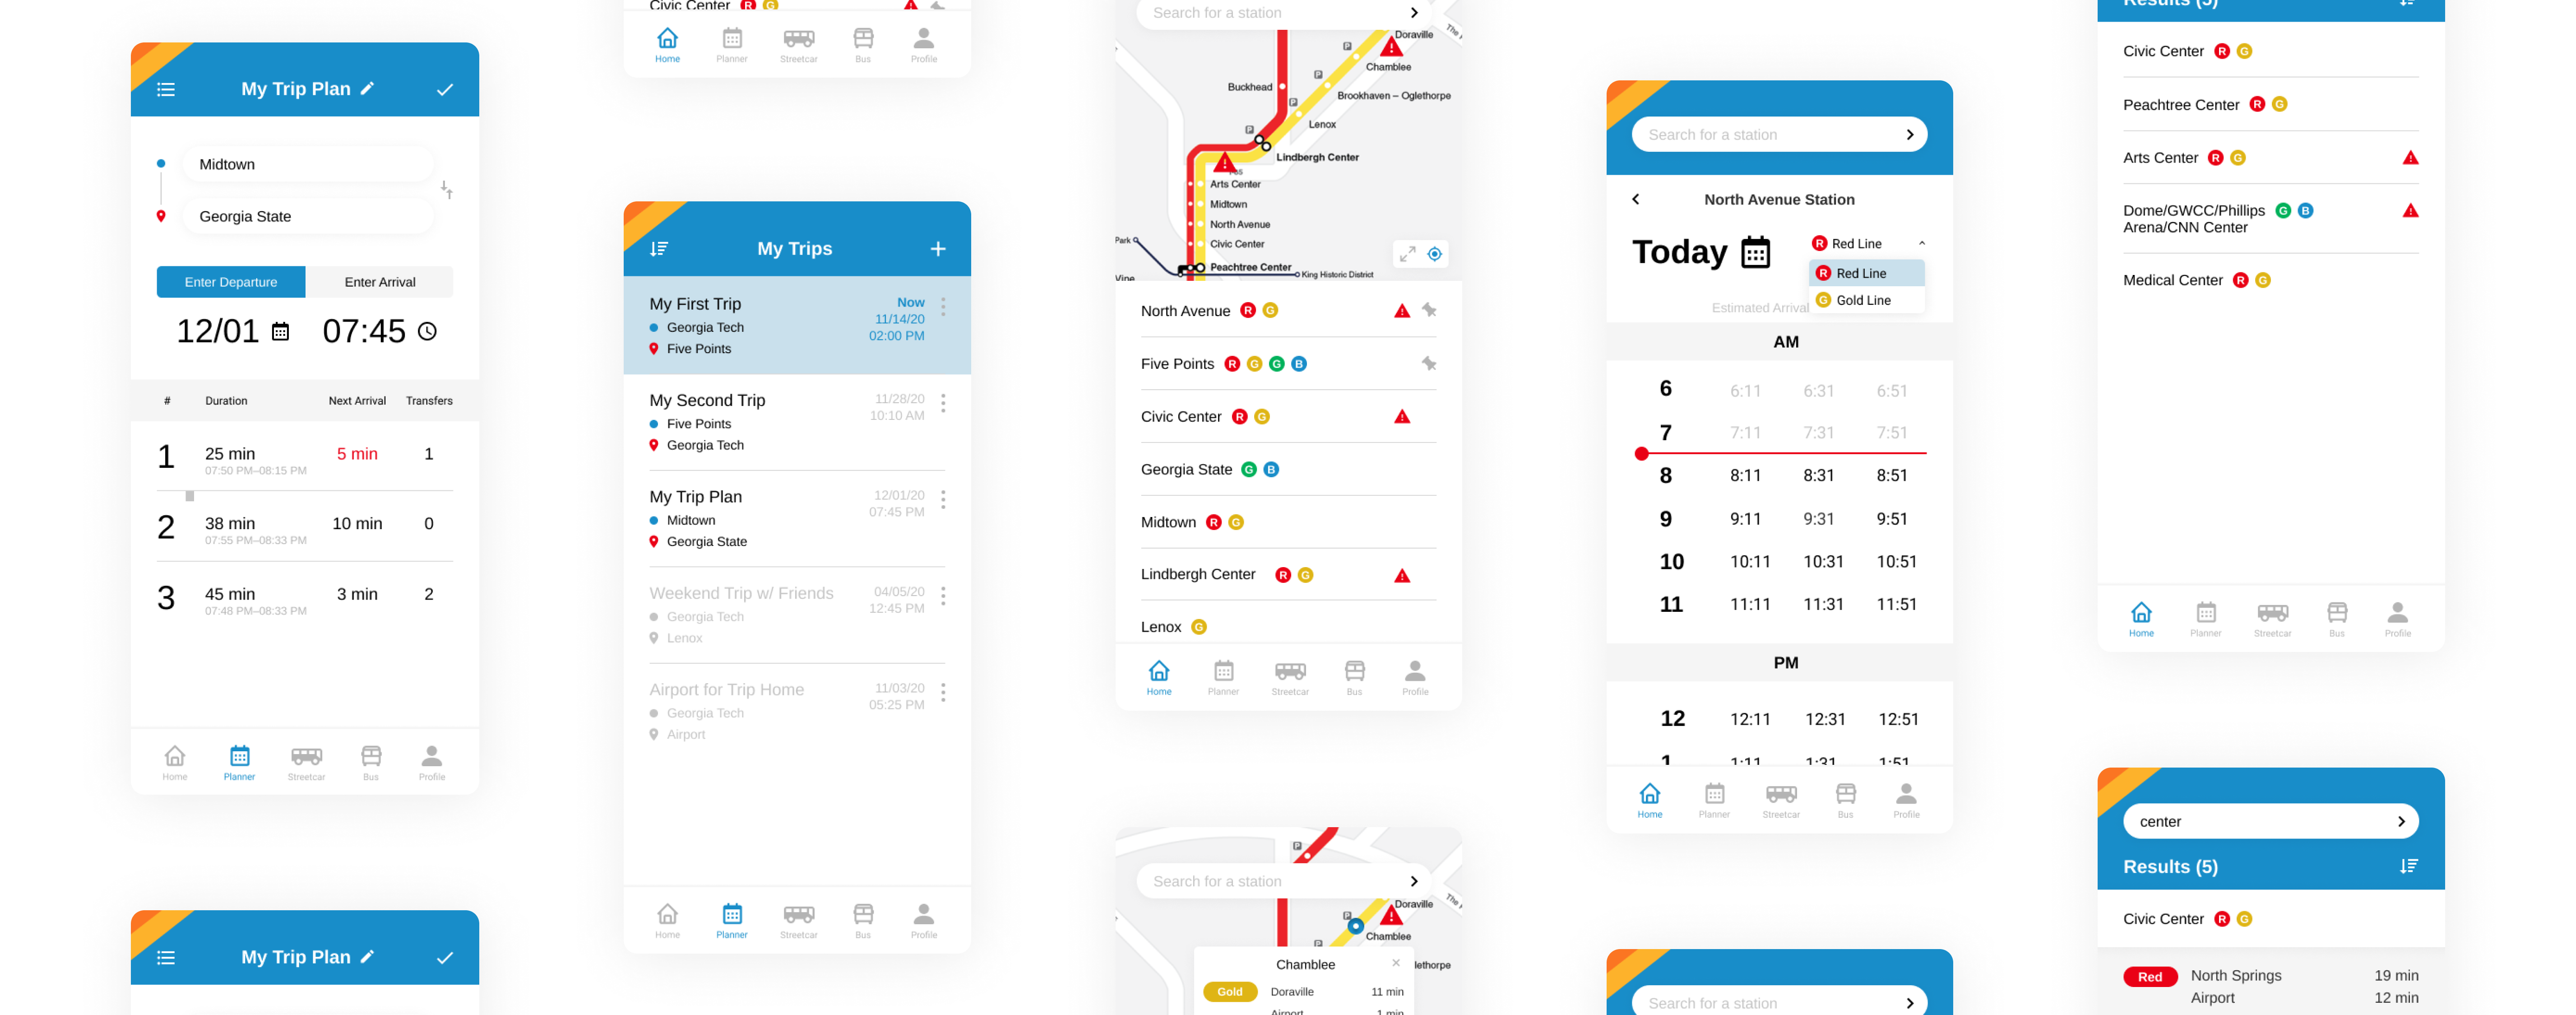 My Trip Plan
Midtown
Georgia State
Enter Departure Enter Arrival
12/01 07:45
# Duration Next Arrival Transfers
1 25 min 5 min 1
07:50 PM–08:15 PM
2 38 min 10 min 0
07:55 PM–08:33 PM
3 45 min 3 min 2
07:48 PM–08:33 PM
Home Planner Streetcar Bus Profile
My Trip Plan
Civic Center R G
Home Planner Streetcar Bus Profile
My Trips
My First Trip Now
Georgia Tech 11/14/20
Five Points 02:00 PM
My Second Trip 11/28/20
Five Points 10:10 AM
Georgia Tech
My Trip Plan 12/01/20
Midtown 07:45 PM
Georgia State
Weekend Trip w/ Friends 04/05/20
Georgia Tech 12:45 PM
Lenox
Airport for Trip Home 11/03/20
Georgia Tech 05:25 PM
Airport
Home Planner Streetcar Bus Profile
Search for a station
Doraville The
P
Chamblee
P
Buckhead
Brookhaven – Oglethorpe
P
Lenox
P
Lindbergh Center
Arts Center
Midtown
North Avenue
Civic Center
Park
Peachtree Center King Historic District
Vine
North Avenue R G
Five Points R G G B
Civic Center R G
Georgia State G B
Midtown R G
Lindbergh Center R G
Lenox G
Home Planner Streetcar Bus Profile
P
Search for a station
Doraville The
P
Chamblee
P
Chamblee × lethorpe
Gold Doraville 11 min
Airport 1 min
Search for a station
North Avenue Station
Today R Red Line
R Red Line
G Gold Line
Estimated Arrival
AM
6 6:11 6:31 6:51
7 7:11 7:31 7:51
8 8:11 8:31 8:51
9 9:11 9:31 9:51
10 10:11 10:31 10:51
11 11:11 11:31 11:51
PM
12 12:11 12:31 12:51
1 1:11 1:31 1:51
Home Planner Streetcar Bus Profile
Search for a station
Results (5)
Civic Center R G
Peachtree Center R G
Arts Center R G
Dome/GWCC/Phillips G B
Arena/CNN Center
Medical Center R G
Home Planner Streetcar Bus Profile
center
Results (5)
Civic Center R G
Red North Springs 19 min
Airport 12 min